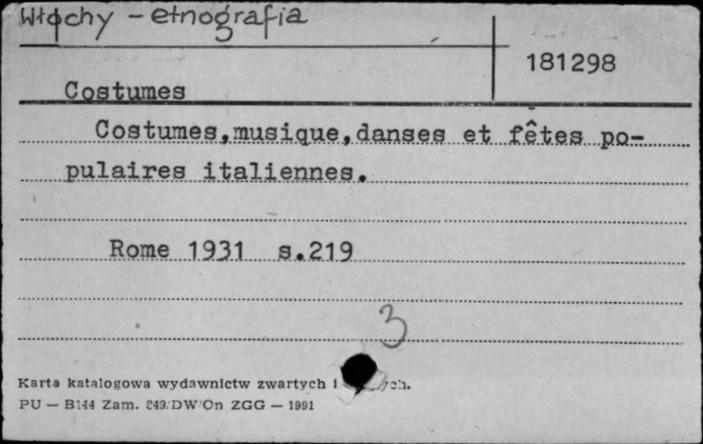 Włochy - etnografia
181298
Costumes
Costumes,musique,danses et fêtes po-
pulaires italiennes.
Rome 1931 s.219
3
Karta katalogowa wydawnictw zwartych i
PU — B144 Zam. 849/DW/On ZGG — 1991